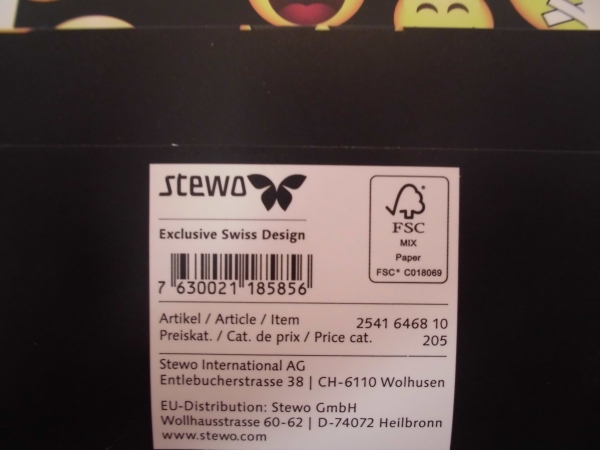 stewo
FSC
MIX
Paper
FSC® C018069
Exclusive Swiss Design
7 630021 185856
Artikel / Article / Item 2541 6468 10
Preiskat. / Cat. de prix / Price cat. 205
Stewo International AG
Entlebucherstrasse 38 | CH-6110 Wolhusen
EU-Distribution: Stewo GmbH
Wollhausstrasse 60-62 | D-74072 Heilbronn
www.stewo.com